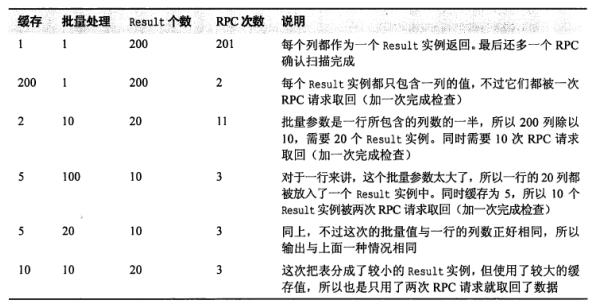 缓存 批量处理 Result 个数 RPC 次数 说明
1 1 200 201 每个列都作为一个 Result 实例返回。最后还多一个 RPC
确认扫描完成
200 1 200 2 每个 Result 实例都只包含一列的值，不过它们都被一次
RPC 请求取回（加一次完成检查）
2 10 20 11 批量参数是一行所包含的列数的一半，所以 200 列除以
10，需要 20 个 Result 实例。同时需要 10 次 RPC 请求
取回（加一次完成检查）
5 100 10 3 对于一行来讲，这个批量参数太大了，所以一行的 20 列都
被放入了一个 Result 实例中。同时缓存为 5，所以 10 个
Result 实例被两次 RPC 请求取回（加一次完成检查）
5 20 10 3 同上，不过这次的批量值与一行的列数正好相同，所以
输出与上面一种情况相同
10 10 20 3 这次把表分成了较小的 Result 实例，但使用了较大的缓
存值，所以也是只用了两次 RPC 请求就取回了数据